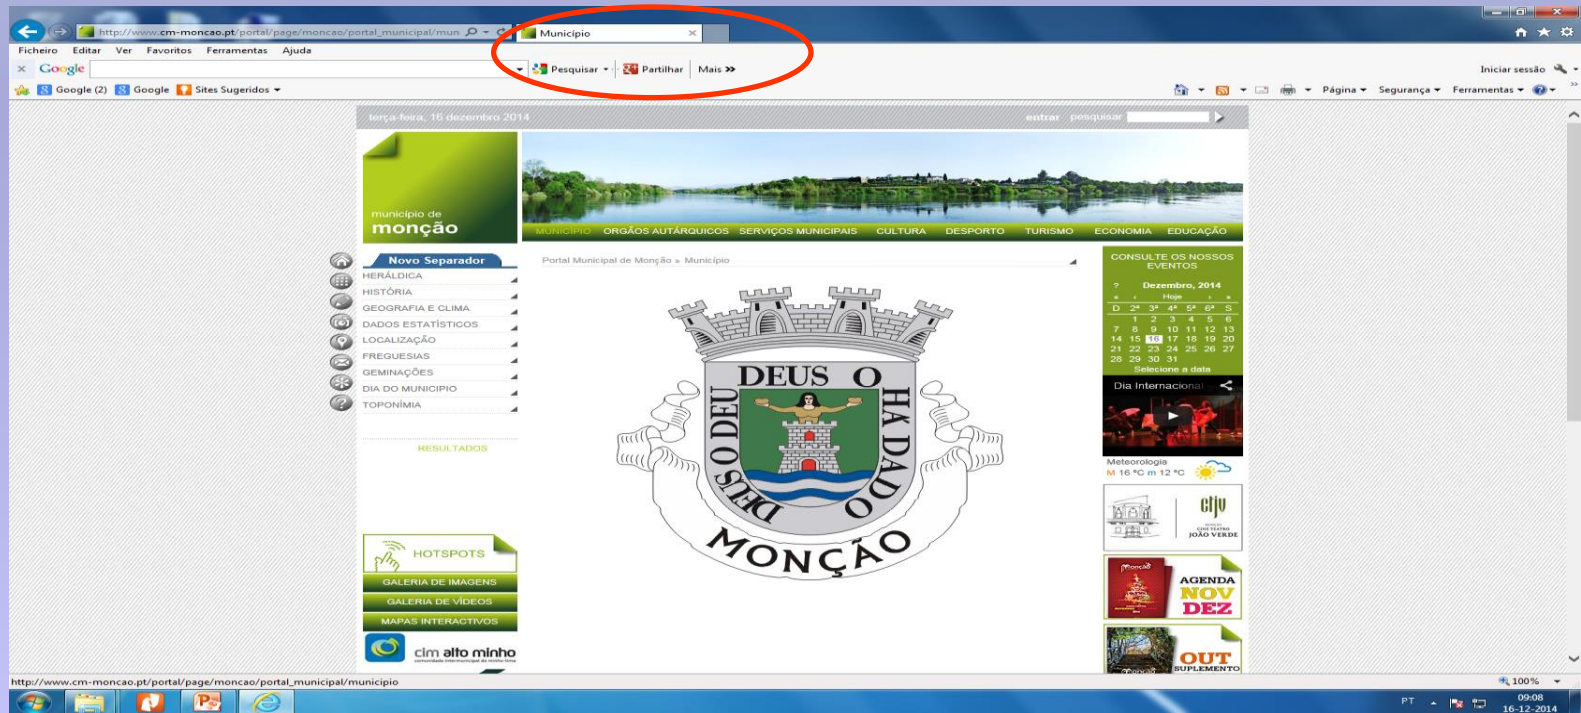 http://www.cm-moncao.pt/portal/page/moncao/portal_municipal/mun
Município
Ficheiro Editar Ver Favoritos Ferramentas Ajuda
Google
Pesquisar
Partilhar
Mais »
Iniciar sessão
Google (2)
Google
Sites Sugeridos
Página
Segurança
Ferramentas
terça-feira, 16 dezembro 2014
entrar pesquisar
município de
monção
MUNICÍPIO ORGÃOS AUTÁRQUICOS SERVIÇOS MUNICIPAIS CULTURA DESPORTO TURISMO ECONOMIA EDUCAÇÃO
Novo Separador
HERÁLDICA
HISTÓRIA
GEOGRAFIA E CLIMA
DADOS ESTATÍSTICOS
LOCALIZAÇÃO
FREGUESIAS
GEMINAÇÕES
DIA DO MUNICIPIO
TOPONÍMIA
RESULTADOS
HOTSPOTS
GALERIA DE IMAGENS
GALERIA DE VÍDEOS
MAPAS INTERACTIVOS
cim alto minho
Portal Municipal de Monção » Município
DEUS O DEU
DEUS O
HA DADO
MONÇÃO
CONSULTE OS NOSSOS
EVENTOS
? Dezembro, 2014
« ‹ Hoje › »
D 2ª 3ª 4ª 5ª 6ª S
1 2 3 4 5 6
7 8 9 10 11 12 13
14 15 16 17 18 19 20
21 22 23 24 25 26 27
28 29 30 31
Selecione a data
Dia Internacional
Meteorologia
M 16 ºC m 12 ºC
CINE TEATRO
JOÃO VERDE
Monção
AGENDA
NOV
DEZ
OUT
SUPLEMENTO
http://www.cm-moncao.pt/portal/page/moncao/portal_municipal/municipio
100%
PT
09:08
16-12-2014